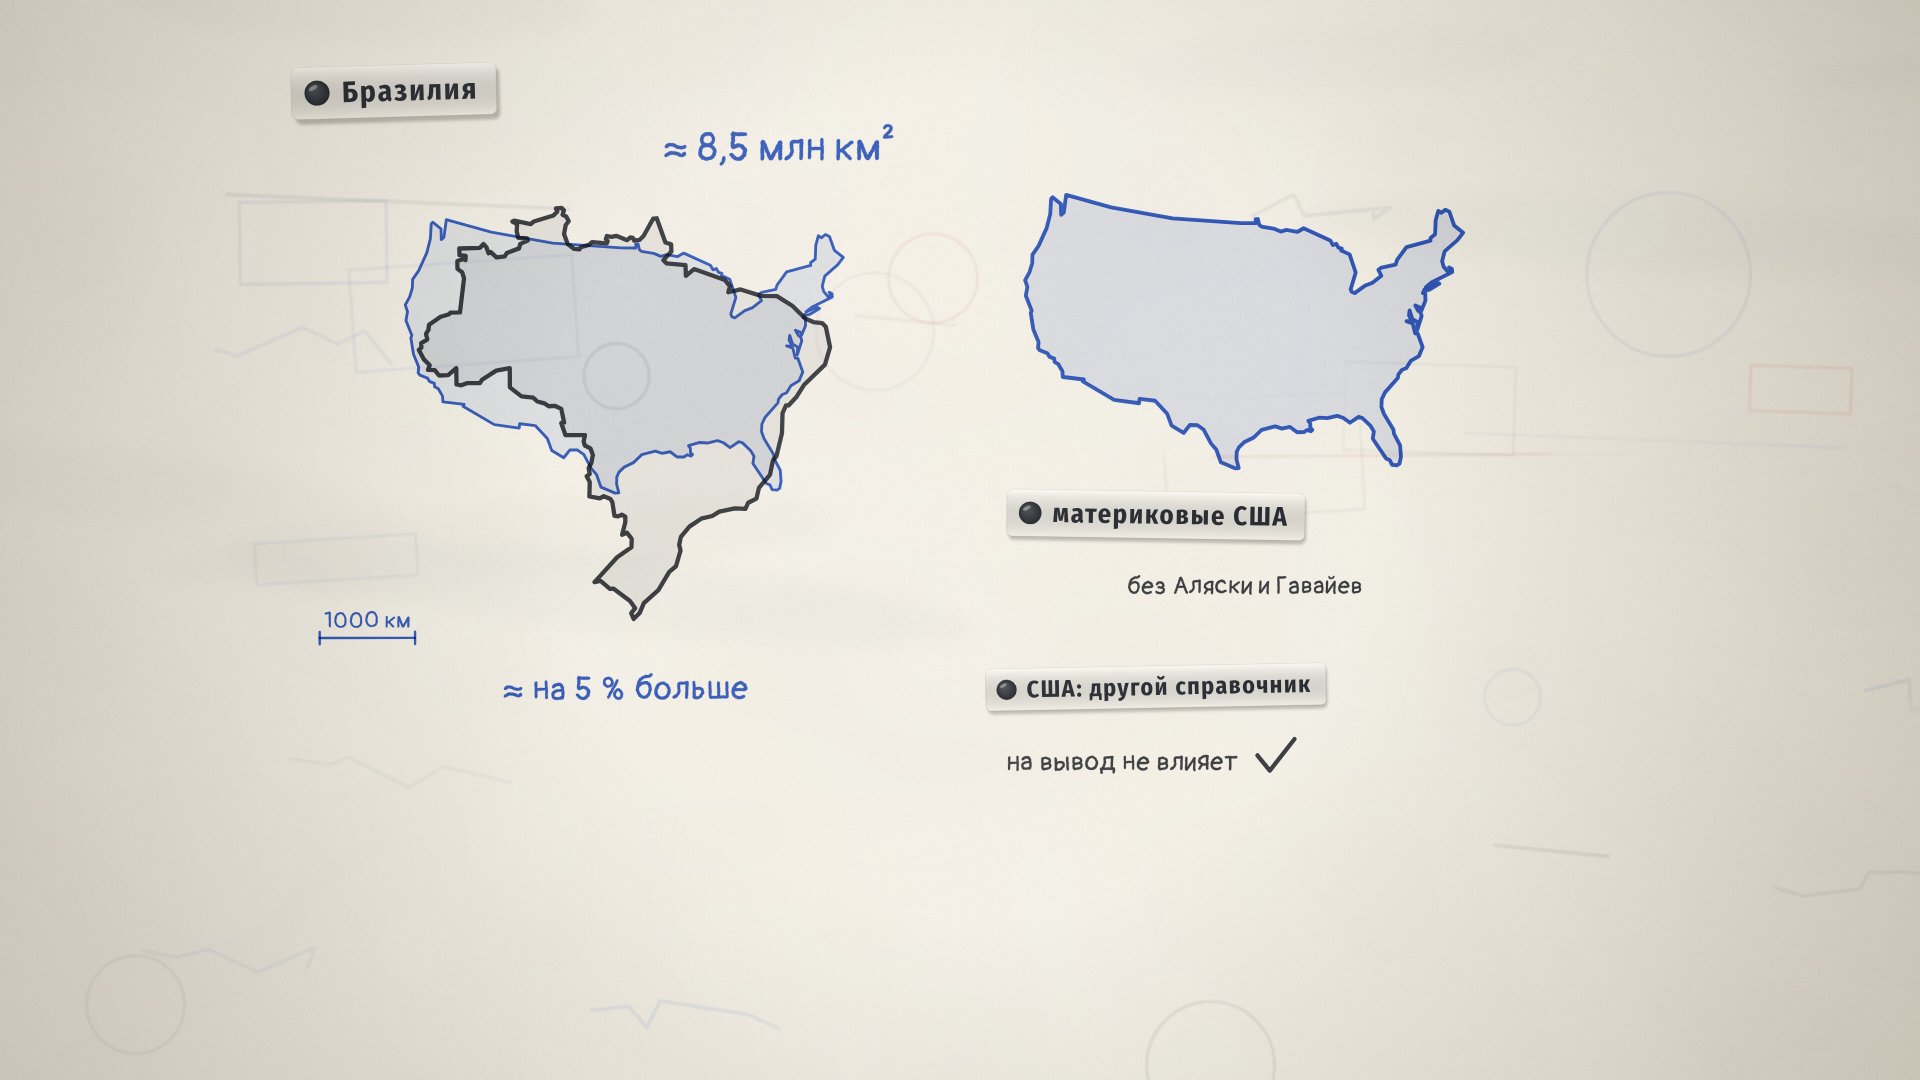 Бразилия
≈ 8,5 млн км²
1000 км
≈ на 5 % больше
материковые США
без Аляски и Гавайев
США: другой справочник
на вывод не влияет